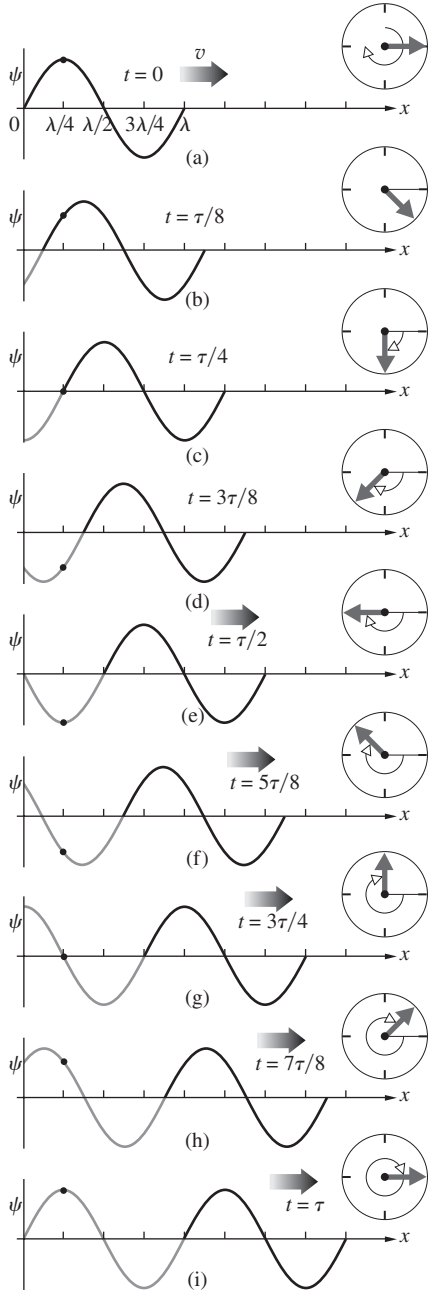 v
ψ
t = 0
x
0
λ/4
λ/2
3λ/4
λ
(a)
ψ
t = τ/8
x
(b)
ψ
t = τ/4
x
(c)
ψ
t = 3τ/8
x
(d)
ψ
t = τ/2
x
(e)
ψ
t = 5τ/8
x
(f)
ψ
t = 3τ/4
x
(g)
ψ
t = 7τ/8
x
(h)
ψ
t = τ
x
(i)